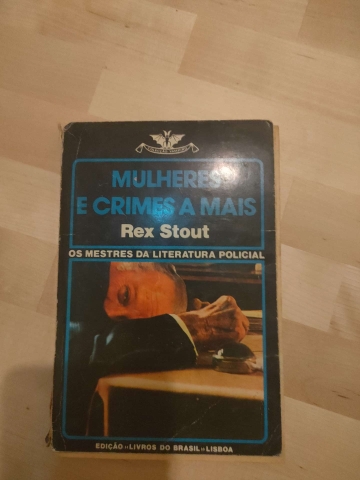 MULHERES
E CRIMES A MAIS
Rex Stout
OS MESTRES DA LITERATURA POLICIAL
EDIÇÃO «LIVROS DO BRASIL» LISBOA